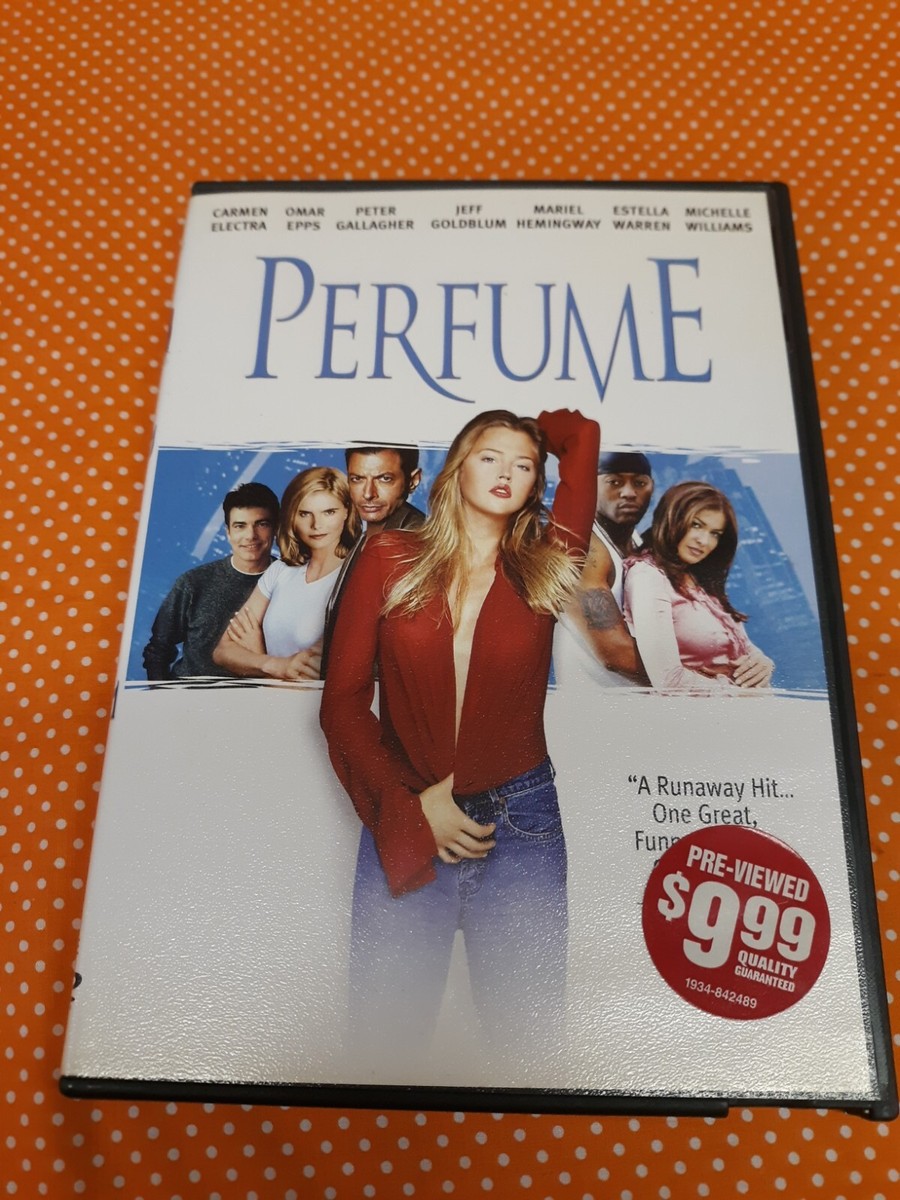 CARMEN OMAR PETER JEFF MARIEL ESTELLA MICHELLE
ELECTRA EPPS GALLAGHER GOLDBLUM HEMINGWAY WARREN WILLIAMS
PERFUME
“A Runaway Hit...
One Great,
PRE-VIEWED
$9.99
QUALITY
GUARANTEED
1934-842489